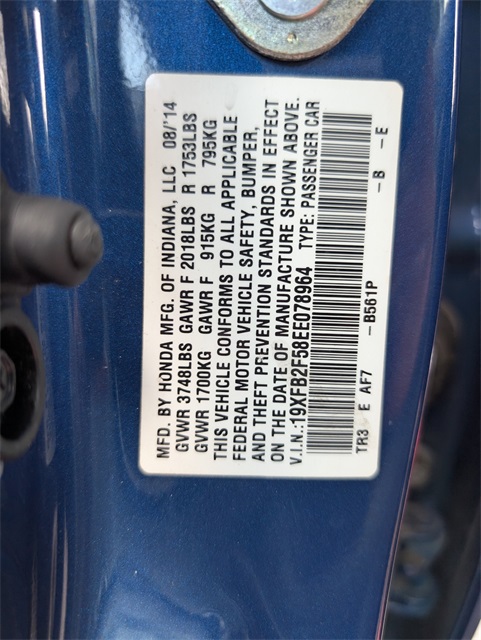 MFD. BY HONDA MFG. OF INDIANA, LLC 08/'14
GVWR 3748LBS GAWR F 2018LBS R 1753LBS
GVWR 1700KG GAWR F 915KG R 795KG
THIS VEHICLE CONFORMS TO ALL APPLICABLE
FEDERAL MOTOR VEHICLE SAFETY, BUMPER,
AND THEFT PREVENTION STANDARDS IN EFFECT
ON THE DATE OF MANUFACTURE SHOWN ABOVE.
V.I.N.:19XFB2F58EE078964 TYPE: PASSENGER CAR
TR3 E AF7 -B561P -B -E